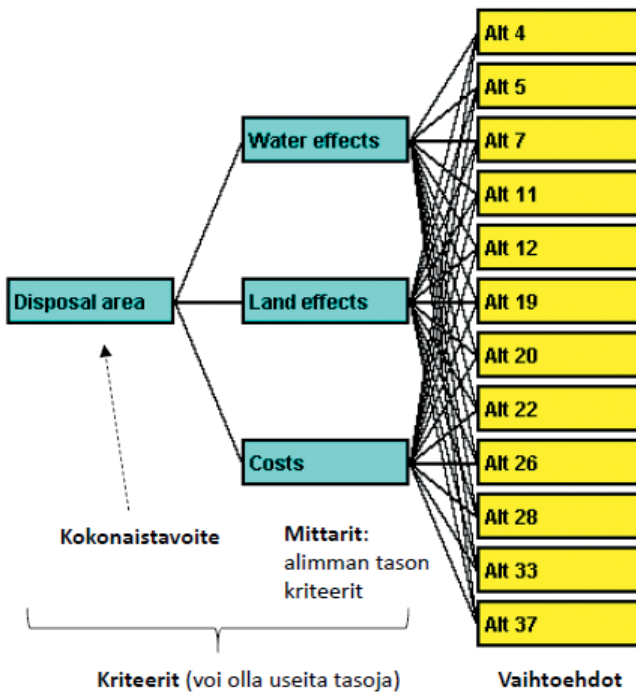 Alt 4
Alt 5
Water effects
Alt 7
Alt 11
Alt 12
Disposal area
Land effects
Alt 19
Alt 20
Alt 22
Costs
Alt 26
Alt 28
Kokonaistavoite
Mittarit:
alimman tason
kriteerit
Alt 33
Alt 37
Kriteerit (voi olla useita tasoja)
Vaihtoehdot